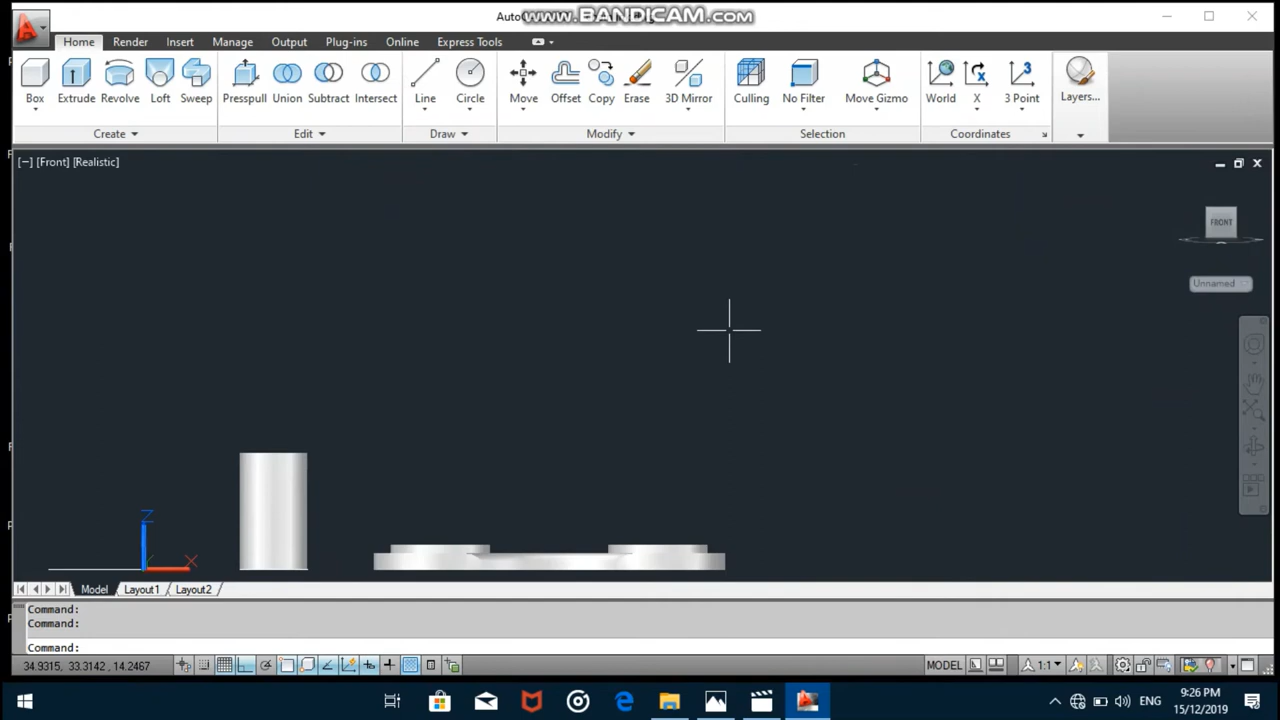 Auto
www.BANDICAM.com
Home Render Insert Manage Output Plug-ins Online Express Tools
Box Extrude Revolve Loft Sweep Presspull Union Subtract Intersect Line Circle Move Offset Copy Erase 3D Mirror Culling No Filter Move Gizmo World X 3 Point Layers...
Create Edit Draw Modify Selection Coordinates
[−] [Front] [Realistic]
FRONT
Unnamed
Z
X
Model Layout1 Layout2
Command:
Command:
Command:
34.9315, 33.3142, 14.2467 MODEL 1:1
ENG 9:26 PM
15/12/2019